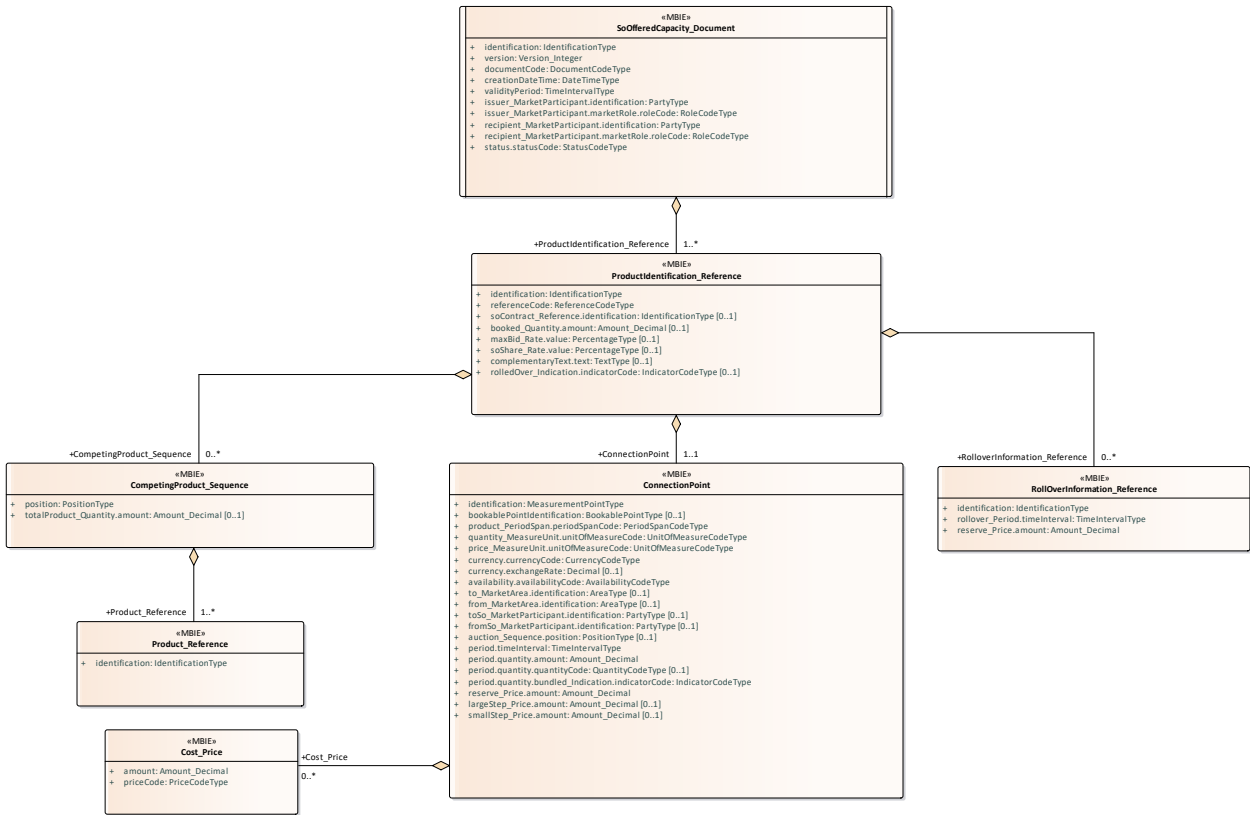 «MBIE»
SoOfferedCapacity_Document
+ identification: IdentificationType
+ version: Version_Integer
+ documentCode: DocumentCodeType
+ creationDateTime: DateTimeType
+ validityPeriod: TimeIntervalType
+ issuer_MarketParticipant.identification: PartyType
+ issuer_MarketParticipant.marketRole.roleCode: RoleCodeType
+ recipient_MarketParticipant.identification: PartyType
+ recipient_MarketParticipant.marketRole.roleCode: RoleCodeType
+ status.statusCode: StatusCodeType
+ProductIdentification_Reference 1..*
«MBIE»
ProductIdentification_Reference
+ identification: IdentificationType
+ referenceCode: ReferenceCodeType
+ soContract_Reference.identification: IdentificationType [0..1]
+ booked_Quantity.amount: Amount_Decimal [0..1]
+ maxBid_Rate.value: PercentageType [0..1]
+ soShare_Rate.value: PercentageType [0..1]
+ complementaryText.text: TextType [0..1]
+ rolledOver_Indication.indicatorCode: IndicatorCodeType [0..1]
+CompetingProduct_Sequence 0..*
«MBIE»
CompetingProduct_Sequence
+ position: PositionType
+ totalProduct_Quantity.amount: Amount_Decimal [0..1]
+Product_Reference 1..*
«MBIE»
Product_Reference
+ identification: IdentificationType
+ConnectionPoint 1..1
«MBIE»
ConnectionPoint
+ identification: MeasurementPointType
+ bookablePointIdentification: BookablePointType [0..1]
+ product_PeriodSpan.periodSpanCode: PeriodSpanCodeType
+ quantity_MeasureUnit.unitOfMeasureCode: UnitOfMeasureCodeType
+ price_MeasureUnit.unitOfMeasureCode: UnitOfMeasureCodeType
+ currency.currencyCode: CurrencyCodeType
+ currency.exchangeRate: Decimal [0..1]
+ availability.availabilityCode: AvailabilityCodeType
+ to_MarketArea.identification: AreaType [0..1]
+ from_MarketArea.identification: AreaType [0..1]
+ toSo_MarketParticipant.identification: PartyType [0..1]
+ fromSo_MarketParticipant.identification: PartyType [0..1]
+ auction_Sequence.position: PositionType [0..1]
+ period.timeInterval: TimeIntervalType
+ period.quantity.amount: Amount_Decimal
+ period.quantity.quantityCode: QuantityCodeType [0..1]
+ period.quantity.bundled_Indication.indicatorCode: IndicatorCodeType
+ reserve_Price.amount: Amount_Decimal
+ largeStep_Price.amount: Amount_Decimal [0..1]
+ smallStep_Price.amount: Amount_Decimal [0..1]
+RolloverInformation_Reference 0..*
«MBIE»
RollOverInformation_Reference
+ identification: IdentificationType
+ rollover_Period.timeInterval: TimeIntervalType
+ reserve_Price.amount: Amount_Decimal
+Cost_Price
0..*
«MBIE»
Cost_Price
+ amount: Amount_Decimal
+ priceCode: PriceCodeType